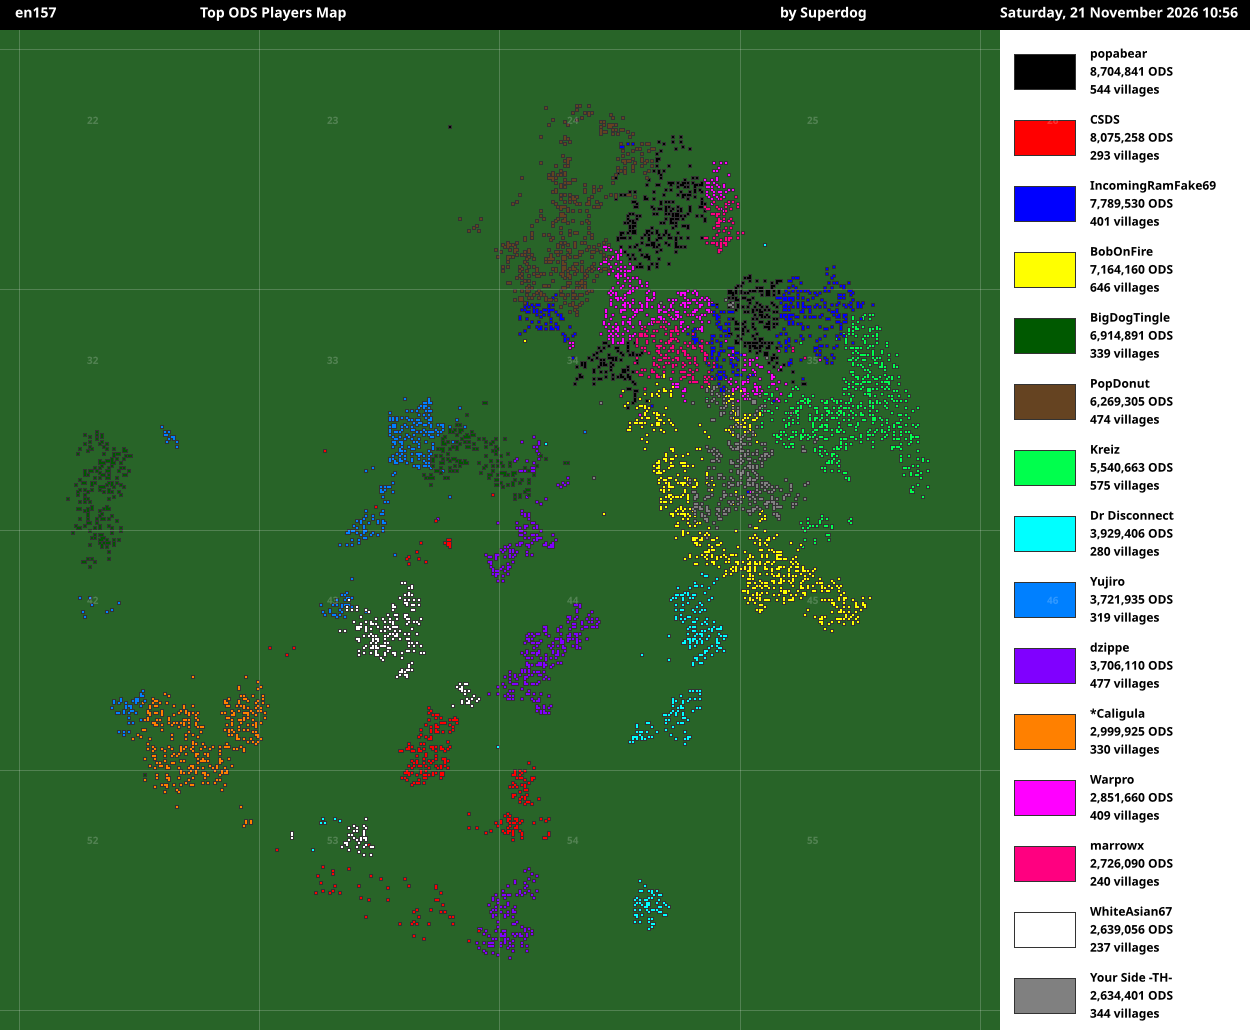 en157 Top ODS Players Map by Superdog Saturday, 21 November 2026 10:56
popabear
8,704,841 ODS
544 villages
CSDS
8,075,258 ODS
293 villages
IncomingRamFake69
7,789,530 ODS
401 villages
BobOnFire
7,164,160 ODS
646 villages
BigDogTingle
6,914,891 ODS
339 villages
PopDonut
6,269,305 ODS
474 villages
Kreiz
5,540,663 ODS
575 villages
Dr Disconnect
3,929,406 ODS
280 villages
Yujiro
3,721,935 ODS
319 villages
dzippe
3,706,110 ODS
477 villages
*Caligula
2,999,925 ODS
330 villages
Warpro
2,851,660 ODS
409 villages
marrowx
2,726,090 ODS
240 villages
WhiteAsian67
2,639,056 ODS
237 villages
Your Side -TH-
2,634,401 ODS
344 villages
22 23 24 25
32 33 34
42 43 44 45 46
52 53 54 55